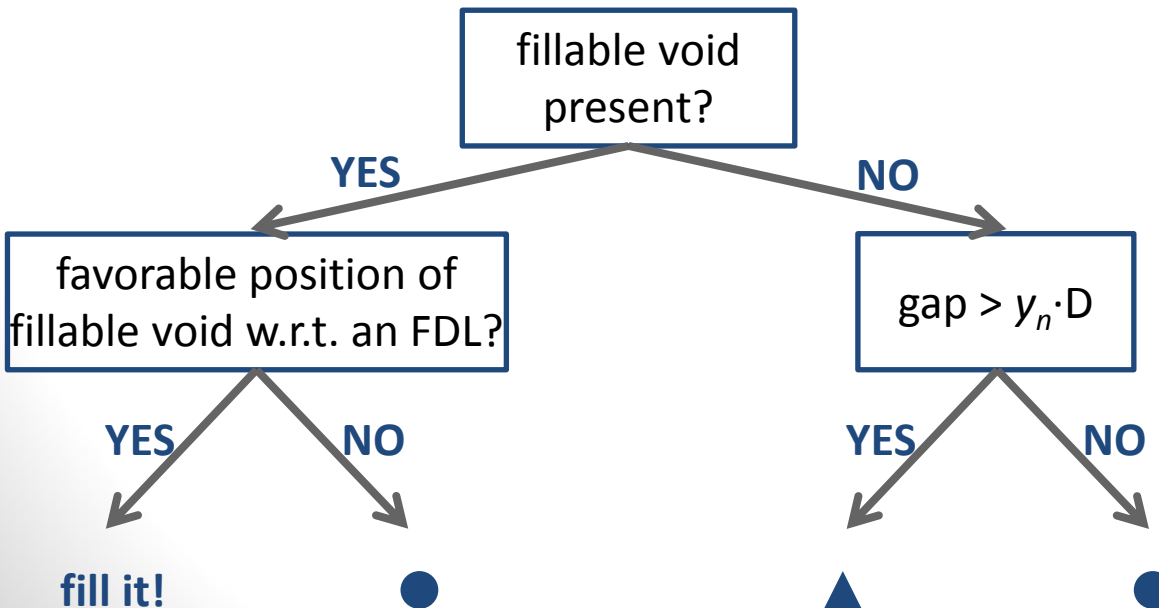 fillable void
present?
YES
NO
favorable position of
fillable void w.r.t. an FDL?
gap > yₙ·D
YES
NO
YES
NO
fill it!